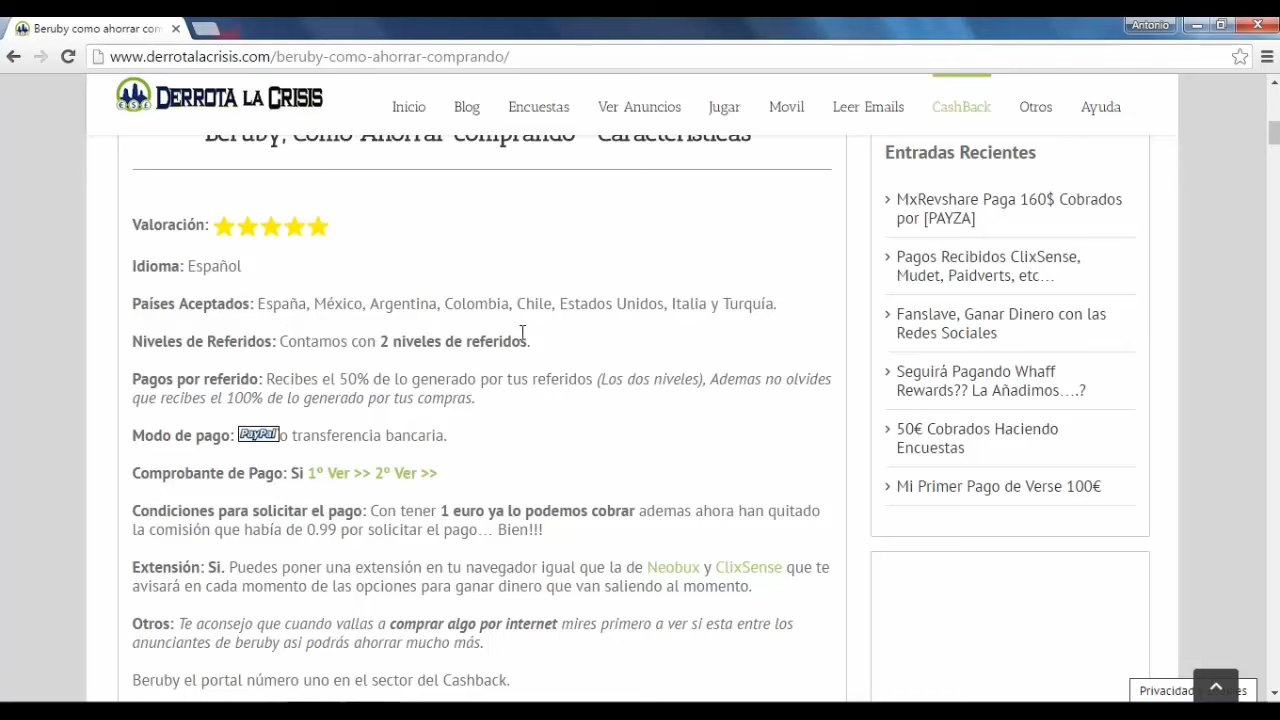 Beruby como ahorrar com
Antonio
www.derrotalacrisis.com/beruby-como-ahorrar-comprando/
DERROTA LA CRISIS
Inicio Blog Encuestas Ver Anuncios Jugar Movil Leer Emails CashBack Otros Ayuda
Beruby, Como Ahorrar comprando Características
Valoración:
Idioma: Español
Países Aceptados: España, México, Argentina, Colombia, Chile, Estados Unidos, Italia y Turquía.
Niveles de Referidos: Contamos con 2 niveles de referidos.
Pagos por referido: Recibes el 50% de lo generado por tus referidos (Los dos niveles), Ademas no olvides
que recibes el 100% de lo generado por tus compras.
Modo de pago: PayPal o transferencia bancaria.
Comprobante de Pago: Si 1º Ver >> 2º Ver >>
Condiciones para solicitar el pago: Con tener 1 euro ya lo podemos cobrar ademas ahora han quitado
la comisión que había de 0.99 por solicitar el pago… Bien!!!
Extensión: Si. Puedes poner una extensión en tu navegador igual que la de Neobux y ClixSense que te
avisará en cada momento de las opciones para ganar dinero que van saliendo al momento.
Otros: Te aconsejo que cuando vallas a comprar algo por internet mires primero a ver si esta entre los
anunciantes de beruby asi podrás ahorrar mucho más.
Beruby el portal número uno en el sector del Cashback.
Entradas Recientes
MxRevshare Paga 160$ Cobrados
por [PAYZA]
Pagos Recibidos ClixSense,
Mudet, Paidverts, etc…
Fanslave, Ganar Dinero con las
Redes Sociales
Seguirá Pagando Whaff
Rewards?? La Añadimos….?
50€ Cobrados Haciendo
Encuestas
Mi Primer Pago de Verse 100€
Privacidad